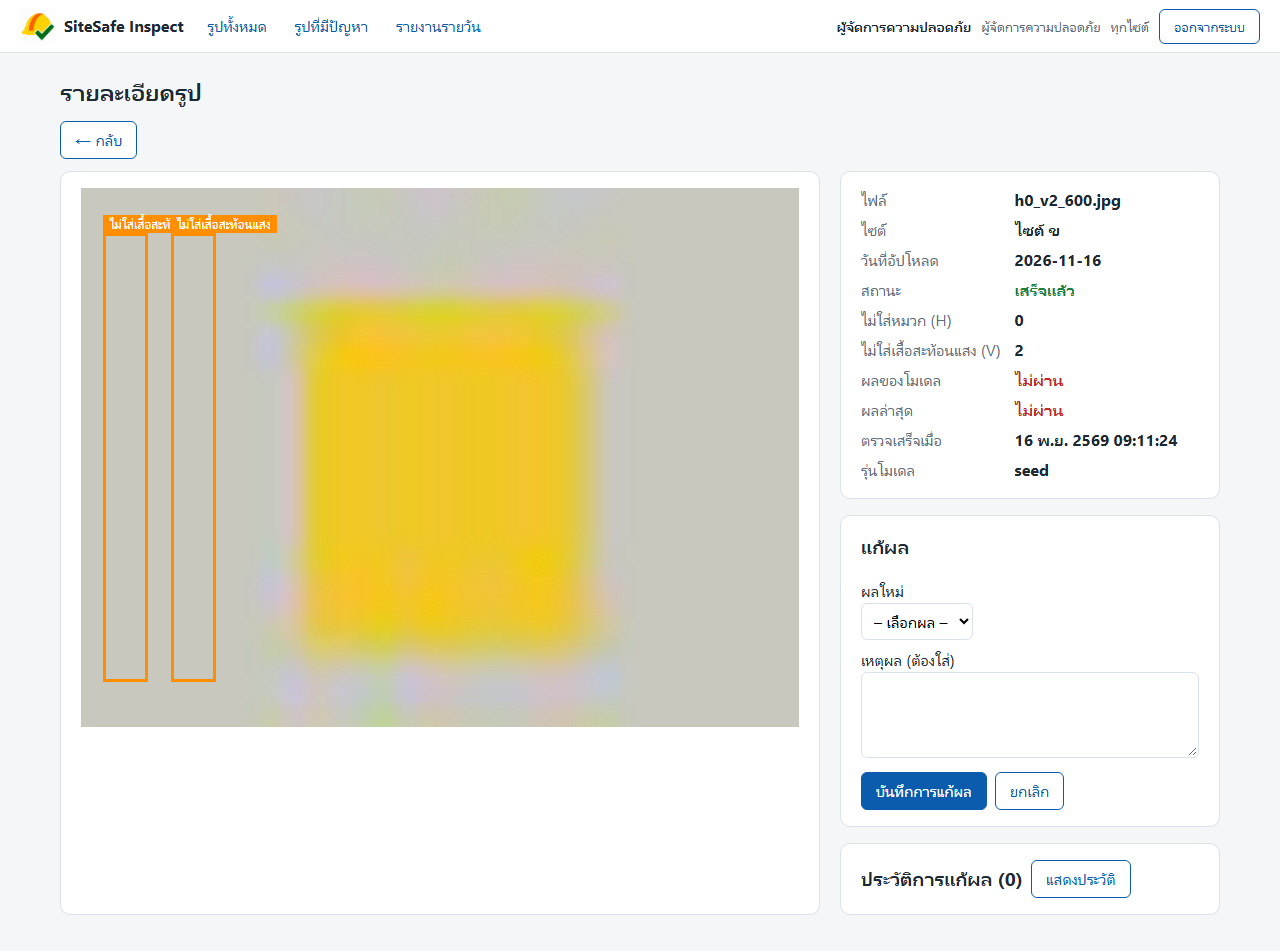 SiteSafe Inspect รูปทั้งหมด รูปที่มีปัญหา รายงานรายวัน ผู้จัดการความปลอดภัย ผู้จัดการความปลอดภัย ทุกไซต์ ออกจากระบบ
รายละเอียดรูป
← กลับ
ไม่ใส่เสื้อสะท้ ไม่ใส่เสื้อสะท้อนแสง
ไฟล์ h0_v2_600.jpg
ไซต์ ไซต์ ข
วันที่อัปโหลด 2026-11-16
สถานะ เสร็จแล้ว
ไม่ใส่หมวก (H) 0
ไม่ใส่เสื้อสะท้อนแสง (V) 2
ผลของโมเดล ไม่ผ่าน
ผลล่าสุด ไม่ผ่าน
ตรวจเสร็จเมื่อ 16 พ.ย. 2569 09:11:24
รุ่นโมเดล seed
แก้ผล
ผลใหม่
– เลือกผล –
เหตุผล (ต้องใส่)
บันทึกการแก้ผล ยกเลิก
ประวัติการแก้ผล (0) แสดงประวัติ